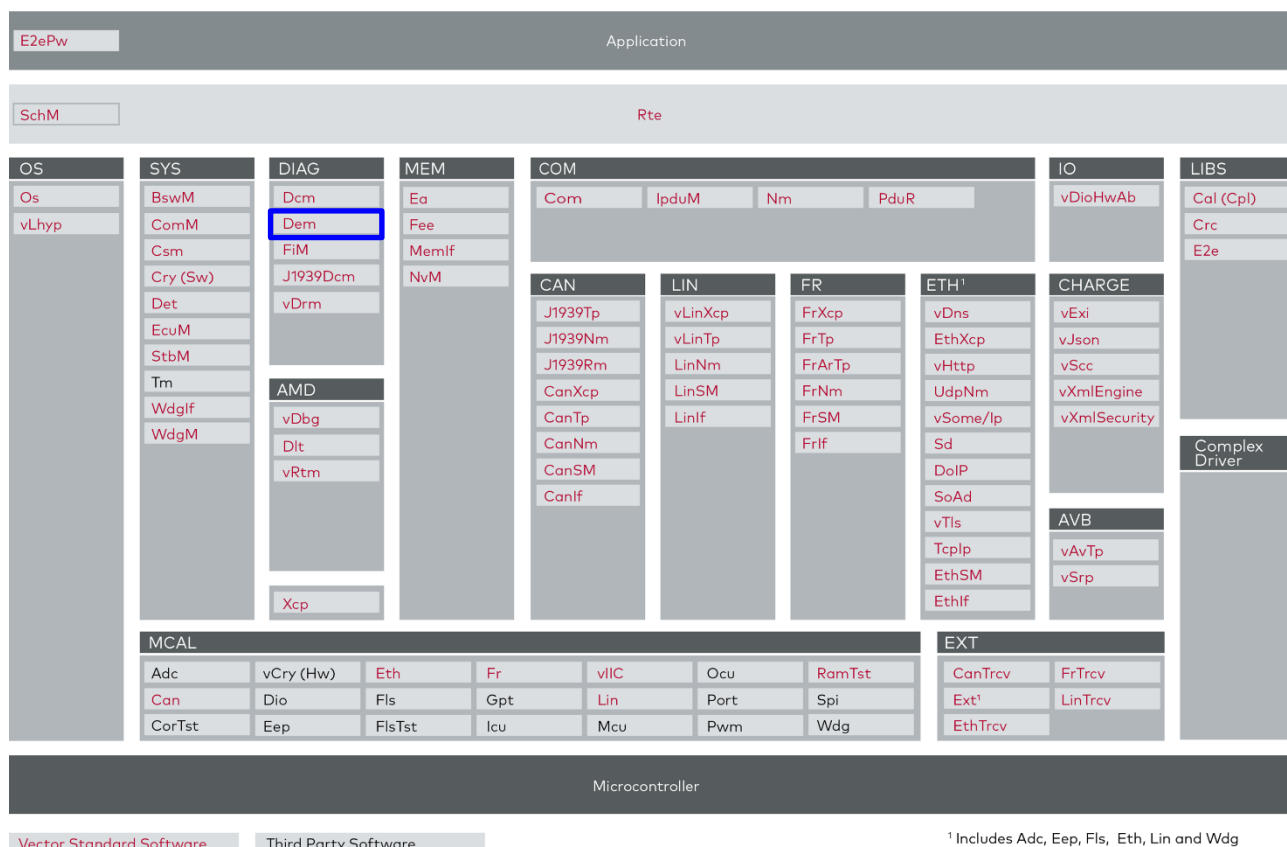 E2ePw
Application
SchM
Rte
OS
Os
vLhyp
SYS
BswM
ComM
Csm
Cry (Sw)
Det
EcuM
StbM
Tm
WdgIf
WdgM
DIAG
Dcm
Dem
FiM
J1939Dcm
vDrm
AMD
vDbg
Dlt
vRtm
Xcp
MEM
Ea
Fee
MemIf
NvM
COM
Com
IpduM
Nm
PduR
CAN
J1939Tp
J1939Nm
J1939Rm
CanXcp
CanTp
CanNm
CanSM
CanIf
LIN
vLinXcp
vLinTp
LinNm
LinSM
LinIf
FR
FrXcp
FrTp
FrArTp
FrNm
FrSM
FrIf
ETH¹
vDns
EthXcp
vHttp
UdpNm
vSome/Ip
Sd
DoIP
SoAd
vTls
TcpIp
EthSM
EthIf
IO
vDioHwAb
CHARGE
vExi
vJson
vScc
vXmlEngine
vXmlSecurity
AVB
vAvTp
vSrp
LIBS
Cal (Cpl)
Crc
E2e
Complex
Driver
MCAL
Adc vCry (Hw) Eth Fr vIIC Ocu RamTst
Can Dio Fls Gpt Lin Port Spi
CorTst Eep FlsTst Icu Mcu Pwm Wdg
EXT
CanTrcv FrTrcv
Ext¹ LinTrcv
EthTrcv
Microcontroller
Vector Standard Software
Third Party Software
¹ Includes Adc, Eep, Fls, Eth, Lin and Wdg